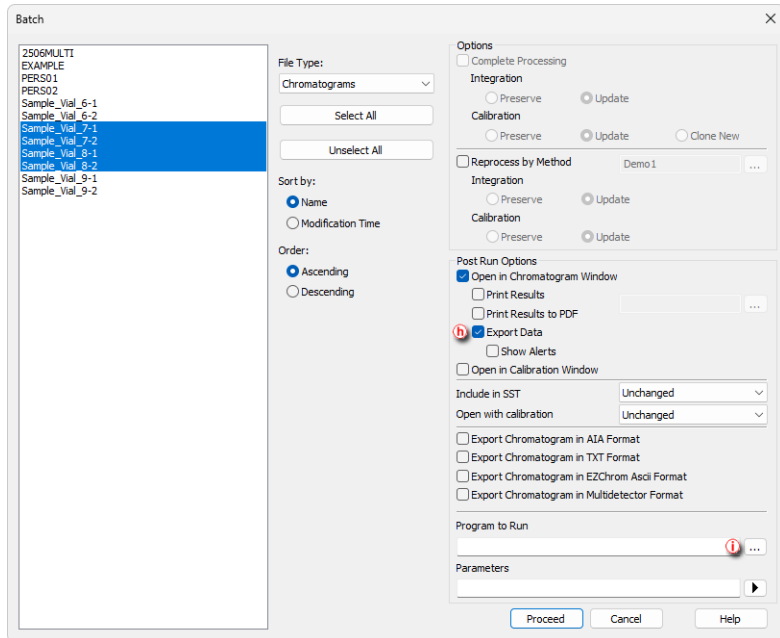 Batch
2506MULTI
EXAMPLE
PERS01
PERS02
Sample_Vial_6-1
Sample_Vial_6-2
Sample_Vial_7-1
Sample_Vial_7-2
Sample_Vial_8-1
Sample_Vial_8-2
Sample_Vial_9-1
Sample_Vial_9-2
File Type:
Chromatograms
Select All
Unselect All
Sort by:
Name
Modification Time
Order:
Ascending
Descending
Options
Complete Processing
Integration
Preserve Update
Calibration
Preserve Update Clone New
Reprocess by Method Demo1 ...
Integration
Preserve Update
Calibration
Preserve Update
Post Run Options
Open in Chromatogram Window
Print Results
...
Print Results to PDF
h Export Data
Show Alerts
Open in Calibration Window
Include in SST Unchanged
Open with calibration Unchanged
Export Chromatogram in AIA Format
Export Chromatogram in TXT Format
Export Chromatogram in EZChrom Ascii Format
Export Chromatogram in Multidetector Format
Program to Run
i ...
Parameters
Proceed Cancel Help